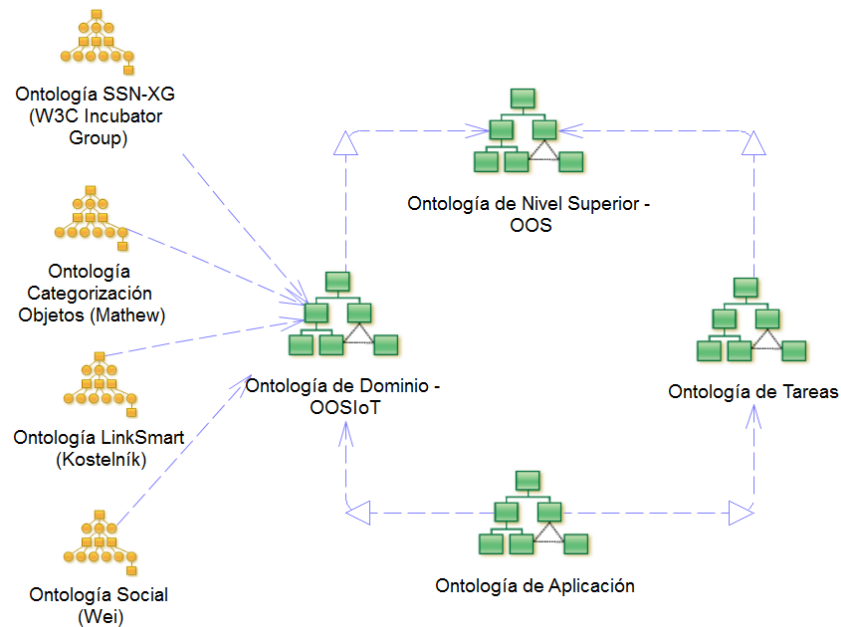 Ontología SSN-XG
(W3C Incubator
Group)
Ontología de Nivel Superior -
OOS
Ontología
Categorización
Objetos (Mathew)
Ontología de Dominio -
OOSIoT
Ontología de Tareas
Ontología LinkSmart
(Kostelník)
Ontología de Aplicación
Ontología Social
(Wei)